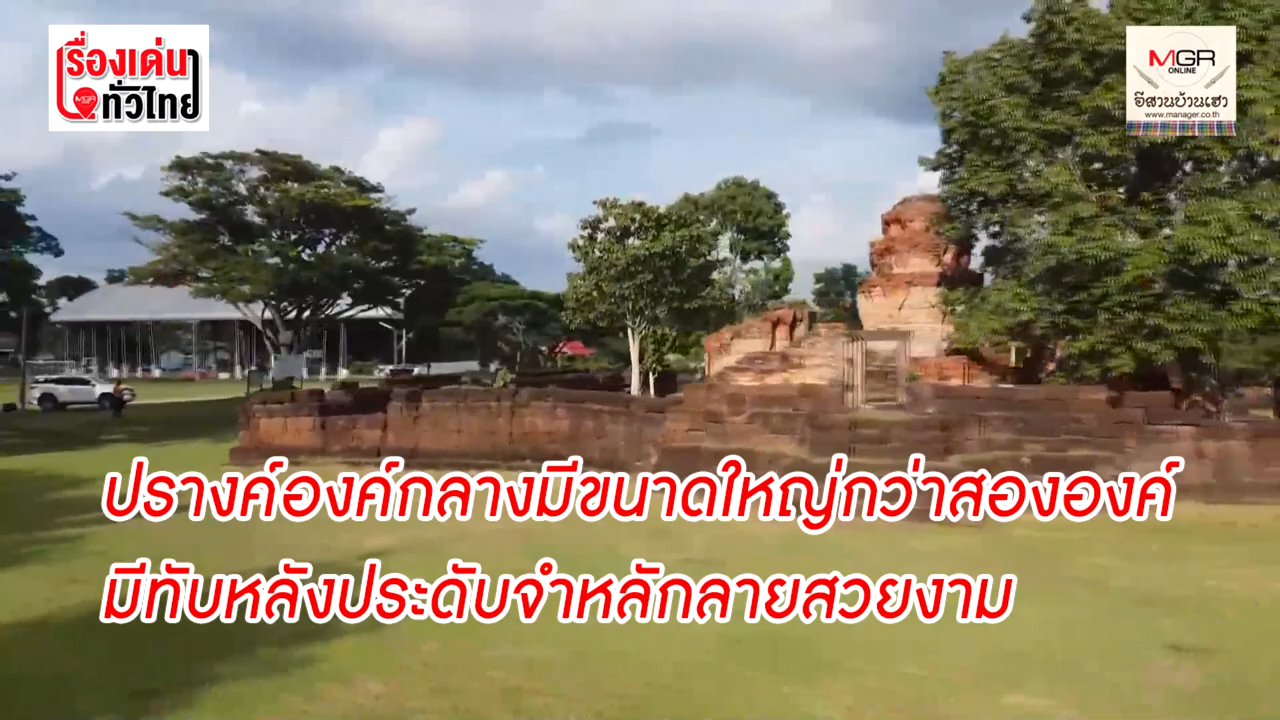 เรื่องเด่น
MGR
ทั่วไทย
MGR
ONLINE
อีสานบ้านเฮา
www.manager.co.th
ปรางค์องค์กลางมีขนาดใหญ่กว่าสององค์
มีทับหลังประดับจำหลักลายสวยงาม